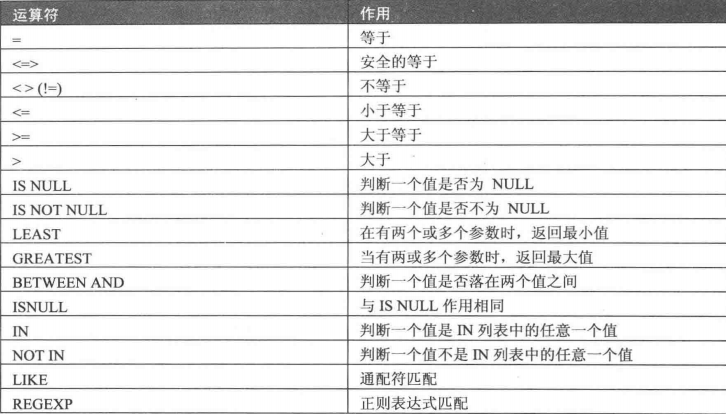 运算符 作用
= 等于
<=> 安全的等于
< > (!=) 不等于
<= 小于等于
>= 大于等于
> 大于
IS NULL 判断一个值是否为 NULL
IS NOT NULL 判断一个值是否不为 NULL
LEAST 在有两个或多个参数时，返回最小值
GREATEST 当有两或多个参数时，返回最大值
BETWEEN AND 判断一个值是否落在两个值之间
ISNULL 与 IS NULL 作用相同
IN 判断一个值是 IN 列表中的任意一个值
NOT IN 判断一个值不是 IN 列表中的任意一个值
LIKE 通配符匹配
REGEXP 正则表达式匹配